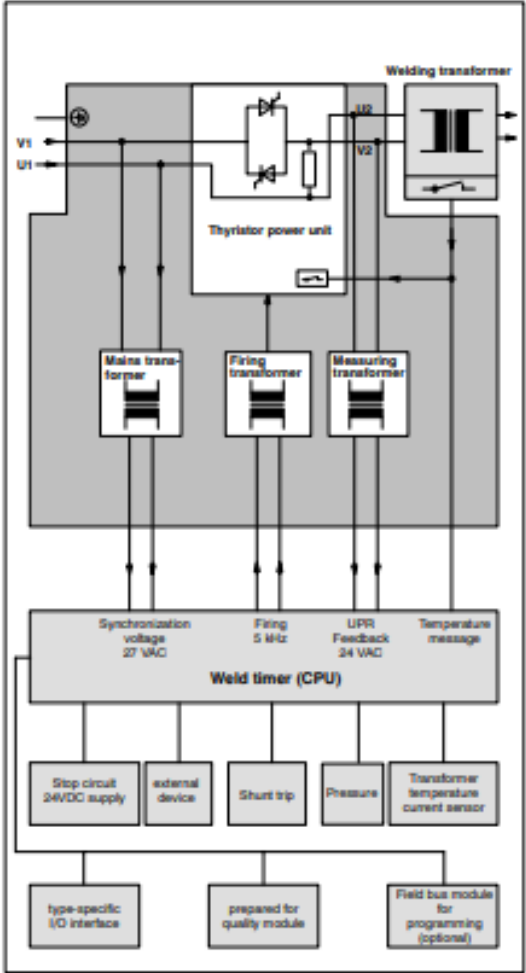 Welding transformer
U2
V1
V2
U1
Thyristor power unit
Mains trans-
former
Firing
transformer
Measuring
transformer
Synchronization
voltage
27 VAC
Firing
5 kHz
UPR
Feedback
24 VAC
Temperature
message
Weld timer (CPU)
Stop circuit
24VDC supply
external
device
Shunt trip
Pressure
Transformer
temperature
current sensor
type-specific
I/O interface
prepared for
quality module
Field bus module
for
programming
(optional)